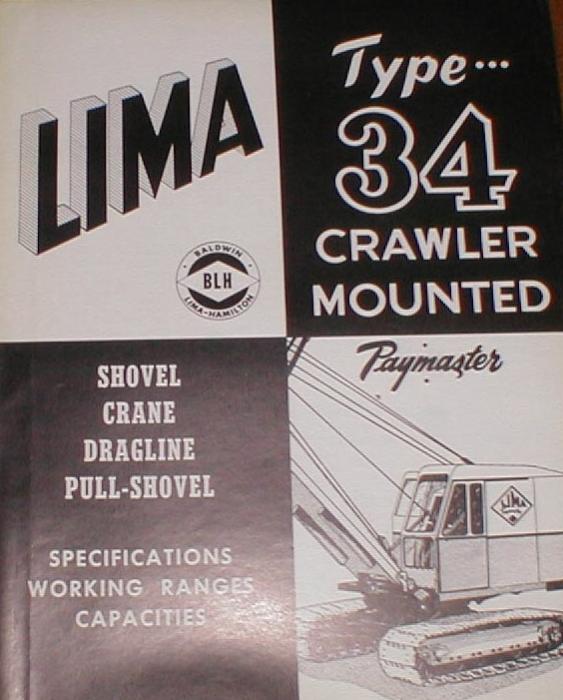 LIMA
BALDWIN
BLH
LIMA-HAMILTON
Type...
34
CRAWLER
MOUNTED
SHOVEL
CRANE
DRAGLINE
PULL-SHOVEL
SPECIFICATIONS
WORKING RANGES
CAPACITIES
Paymaster
LIMA